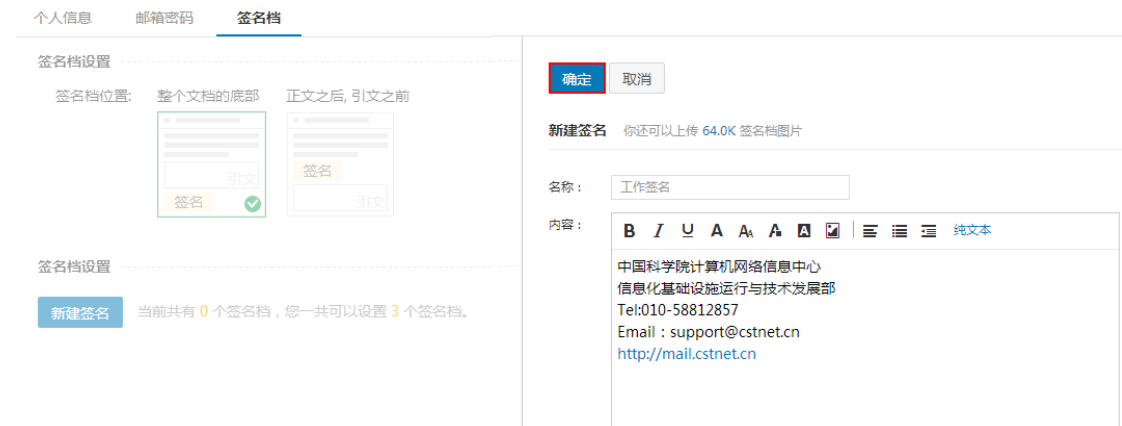 个人信息 邮箱密码 签名档
签名档设置
签名档位置: 整个文档的底部 正文之后, 引文之前
引文
签名
签名
引文
签名档设置
新建签名 当前共有 0 个签名档，您一共可以设置 3 个签名档。
确定 取消
新建签名 你还可以上传 64.0K 签名档图片
名称： 工作签名
内容： B I U A AA A A 纯文本
中国科学院计算机网络信息中心
信息化基础设施运行与技术发展部
Tel:010-58812857
Email：support@cstnet.cn
http://mail.cstnet.cn